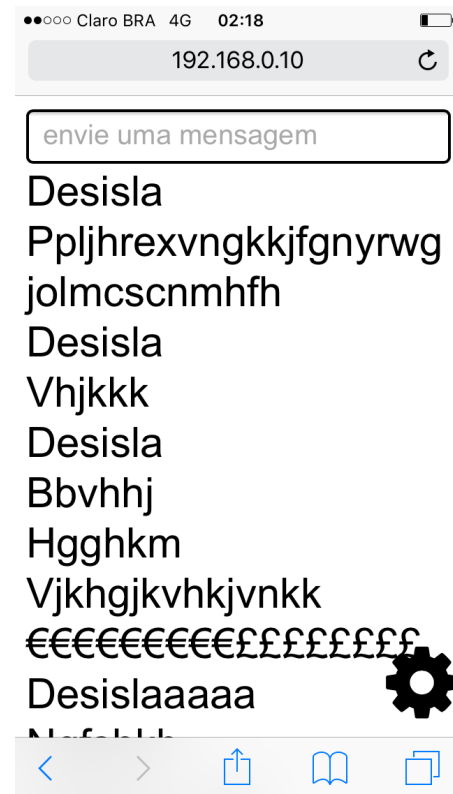 Claro BRA 4G 02:18
192.168.0.10
envie uma mensagem
Desisla
Ppljhrexvngkkjfgnyrwg
jolmcscnmhfh
Desisla
Vhjkkk
Desisla
Bbvhhj
Hgghkm
Vjkhgjkvhkjvnkk
€€€€€€€€€££££££££
Desislaaaaa